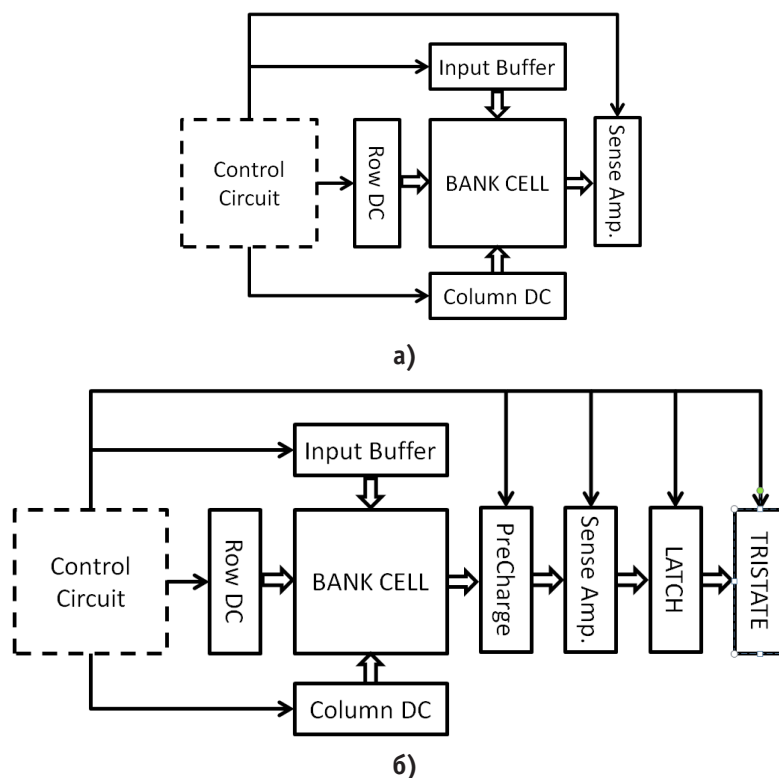 Input Buffer
Control
Circuit
Row DC
BANK CELL
Sense Amp.
Column DC
а)
Input Buffer
Control
Circuit
Row DC
BANK CELL
PreCharge
Sense Amp.
LATCH
TRISTATE
Column DC
б)